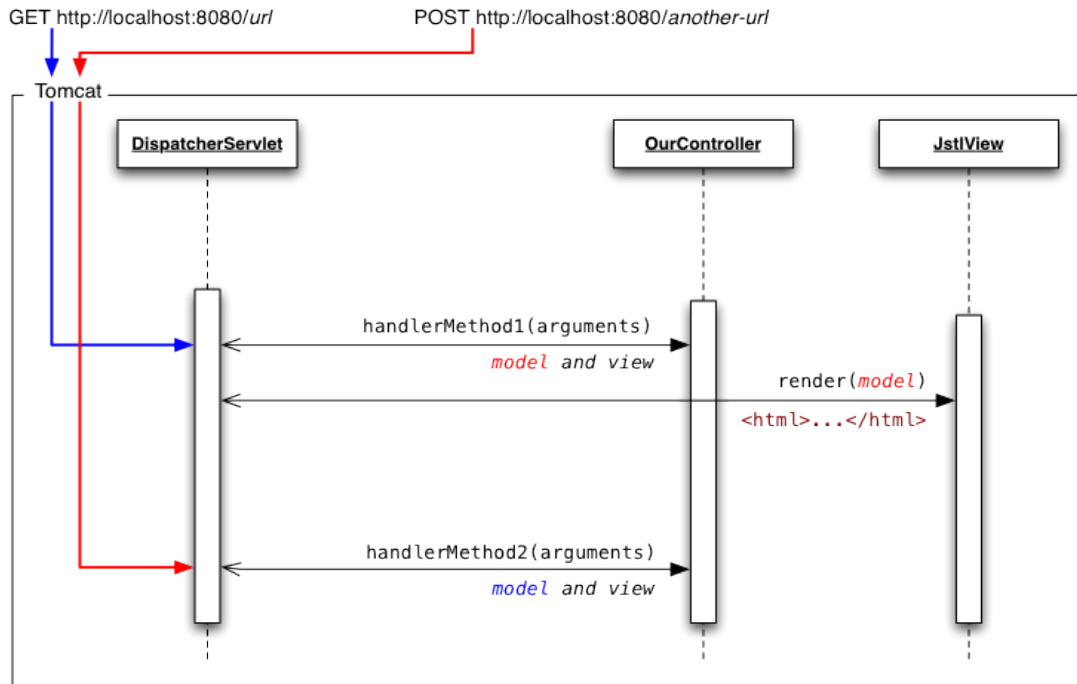 GET http://localhost:8080/url
POST http://localhost:8080/another-url
Tomcat
DispatcherServlet
OurController
JstlView
handlerMethod1(arguments)
model and view
render(model)
<html>...</html>
handlerMethod2(arguments)
model and view